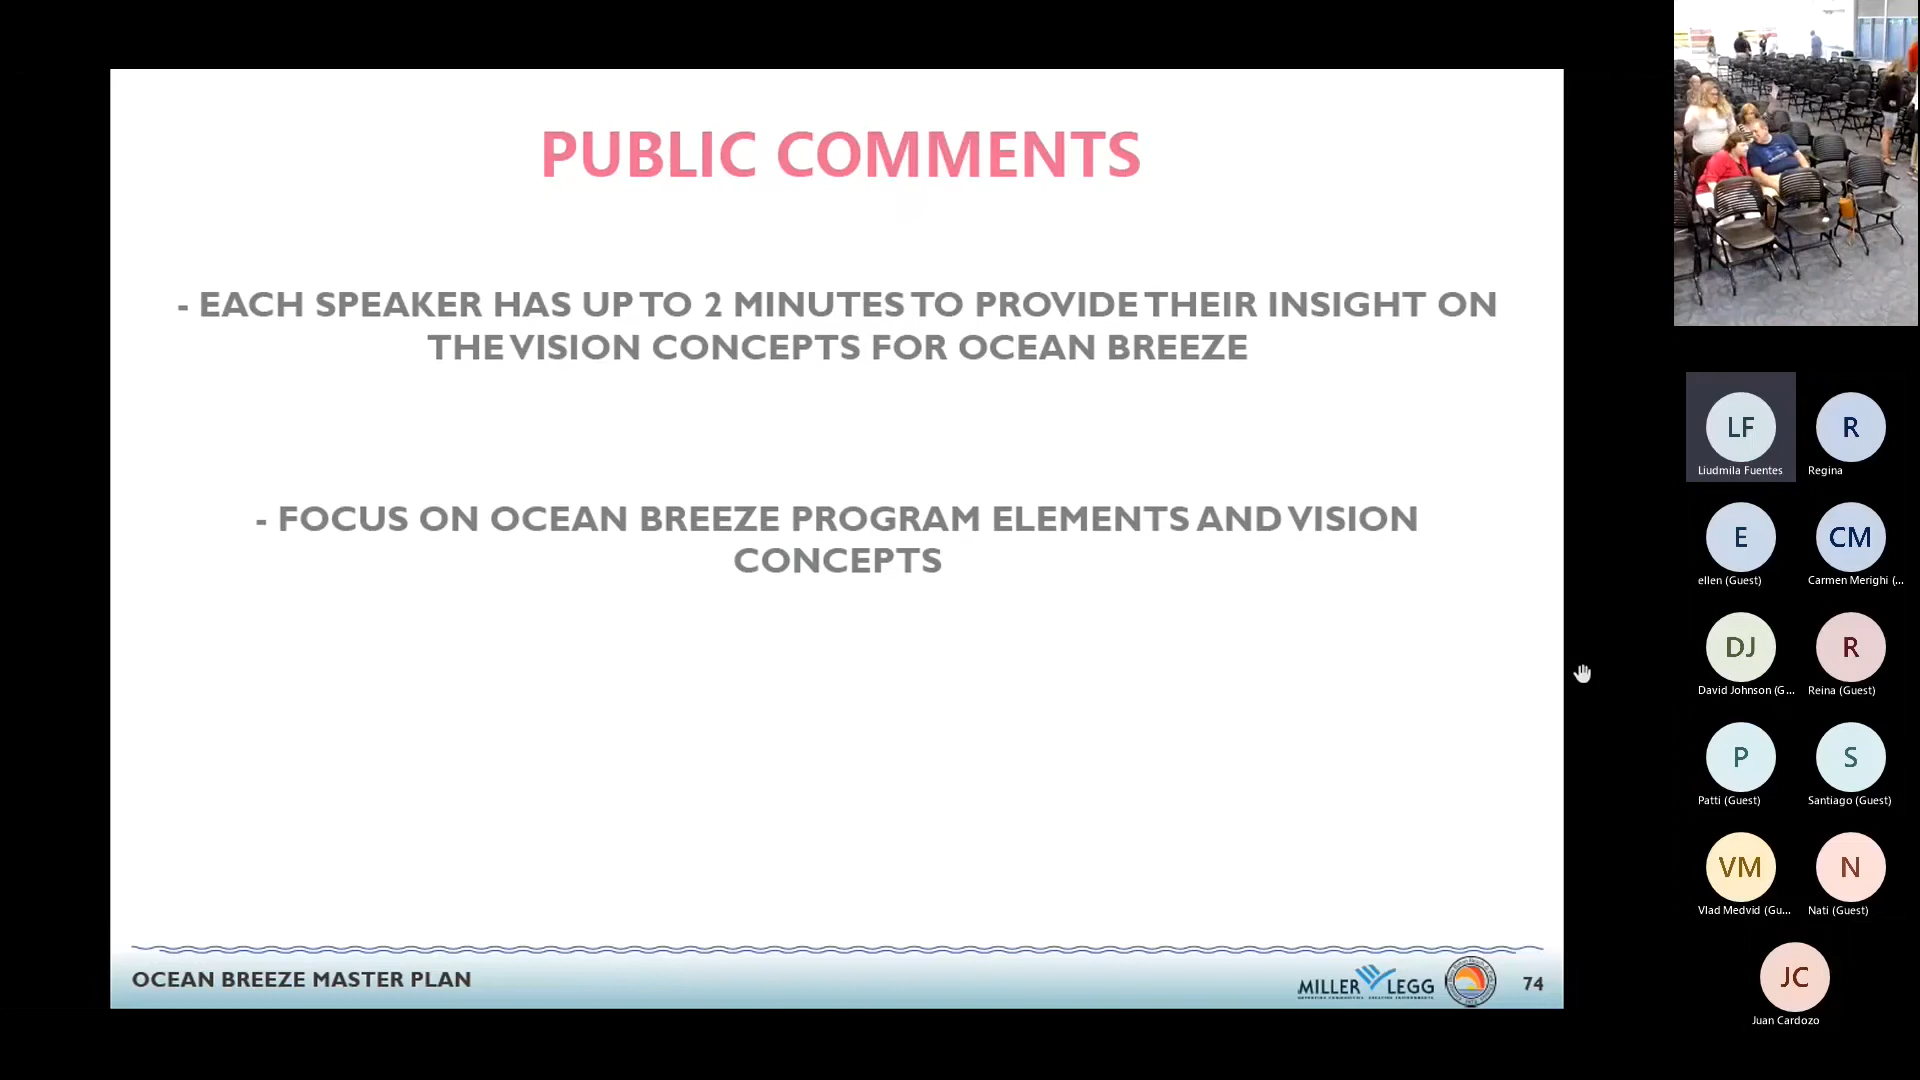 PUBLIC COMMENTS
- EACH SPEAKER HAS UP TO 2 MINUTES TO PROVIDE THEIR INSIGHT ON
THE VISION CONCEPTS FOR OCEAN BREEZE
- FOCUS ON OCEAN BREEZE PROGRAM ELEMENTS AND VISION
CONCEPTS
OCEAN BREEZE MASTER PLAN
MILLER LEGG
74
LF
Liudmila Fuentes
R
Regina
E
ellen (Guest)
CM
Carmen Merighi (...
DJ
David Johnson (G...
R
Reina (Guest)
P
Patti (Guest)
S
Santiago (Guest)
VM
Vlad Medvid (Gu...
N
Nati (Guest)
JC
Juan Cardozo